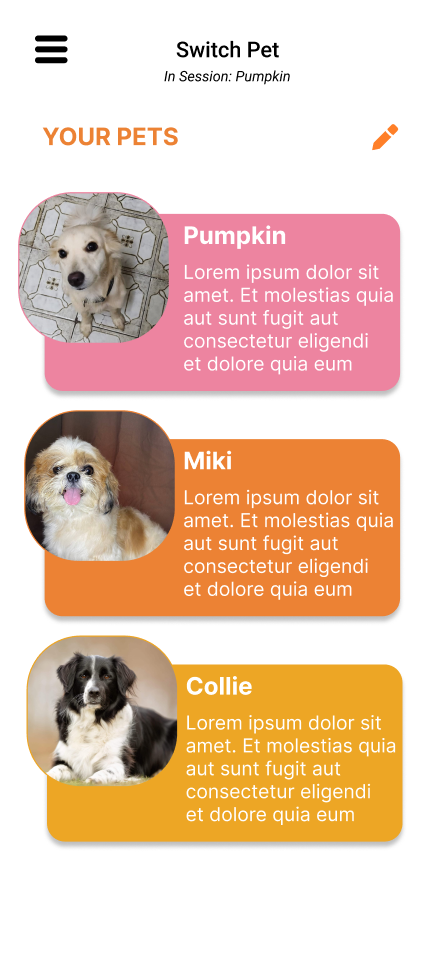 Switch Pet
In Session: Pumpkin
YOUR PETS
Pumpkin
Lorem ipsum dolor sit
amet. Et molestias quia
aut sunt fugit aut
consectetur eligendi
et dolore quia eum
Miki
Lorem ipsum dolor sit
amet. Et molestias quia
aut sunt fugit aut
consectetur eligendi
et dolore quia eum
Collie
Lorem ipsum dolor sit
amet. Et molestias quia
aut sunt fugit aut
consectetur eligendi
et dolore quia eum